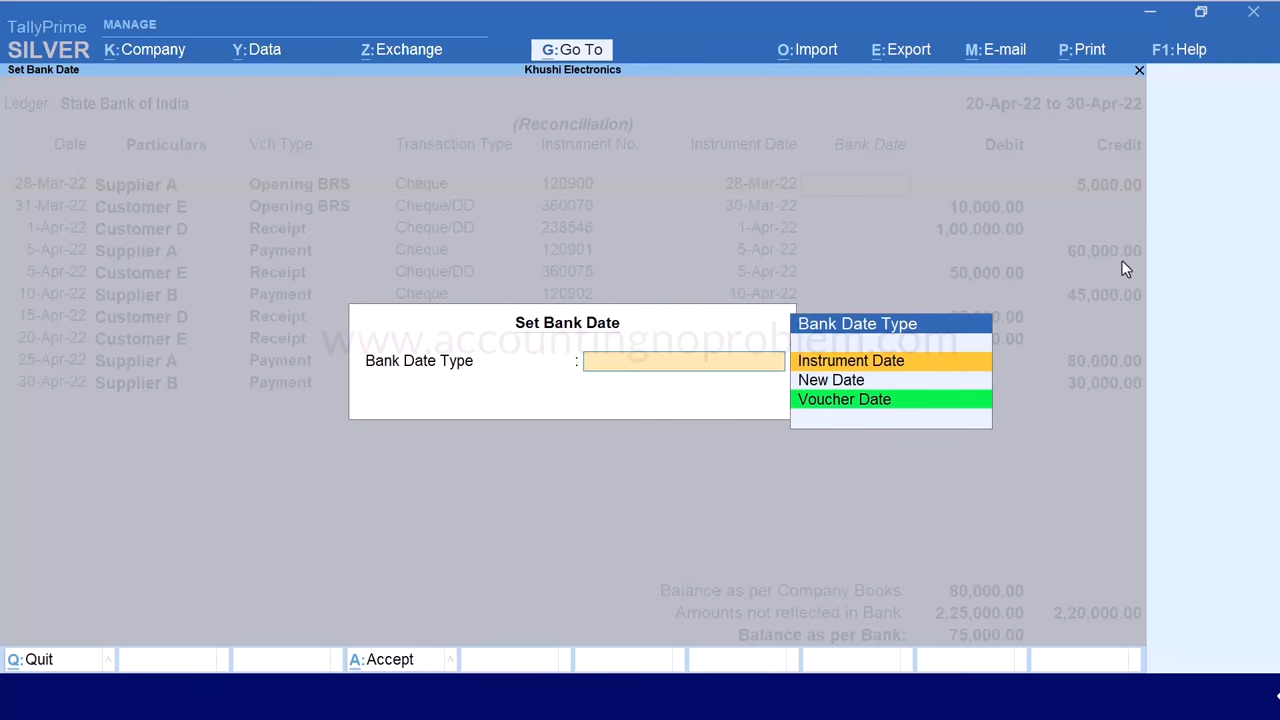 TallyPrime
SILVER
MANAGE
K:Company Y:Data Z:Exchange G:Go To O:Import E:Export M:E-mail P:Print F1:Help
Set Bank Date Khushi Electronics
Ledger: State Bank of India 20-Apr-22 to 30-Apr-22
(Reconciliation)
Date Particulars Vch Type Transaction Type Instrument No. Instrument Date Bank Date Debit Credit
28-Mar-22 Supplier A Opening BRS Cheque 120900 28-Mar-22 5,000.00
31-Mar-22 Customer E Opening BRS Cheque/DD 360070 30-Mar-22 10,000.00
1-Apr-22 Customer D Receipt Cheque/DD 238546 1-Apr-22 1,00,000.00
5-Apr-22 Supplier A Payment Cheque 120901 5-Apr-22 60,000.00
5-Apr-22 Customer E Receipt Cheque/DD 360075 5-Apr-22 50,000.00
10-Apr-22 Supplier B Payment Cheque 120902 10-Apr-22 45,000.00
15-Apr-22 Customer D Receipt
20-Apr-22 Customer E Receipt
25-Apr-22 Supplier A Payment 80,000.00
30-Apr-22 Supplier B Payment 30,000.00
www.accountingnoproblem.com
Set Bank Date
Bank Date Type :
Bank Date Type
Instrument Date
New Date
Voucher Date
Balance as per Company Books: 80,000.00
Amounts not reflected in Bank: 2,25,000.00 2,20,000.00
Balance as per Bank: 75,000.00
Q:Quit A:Accept